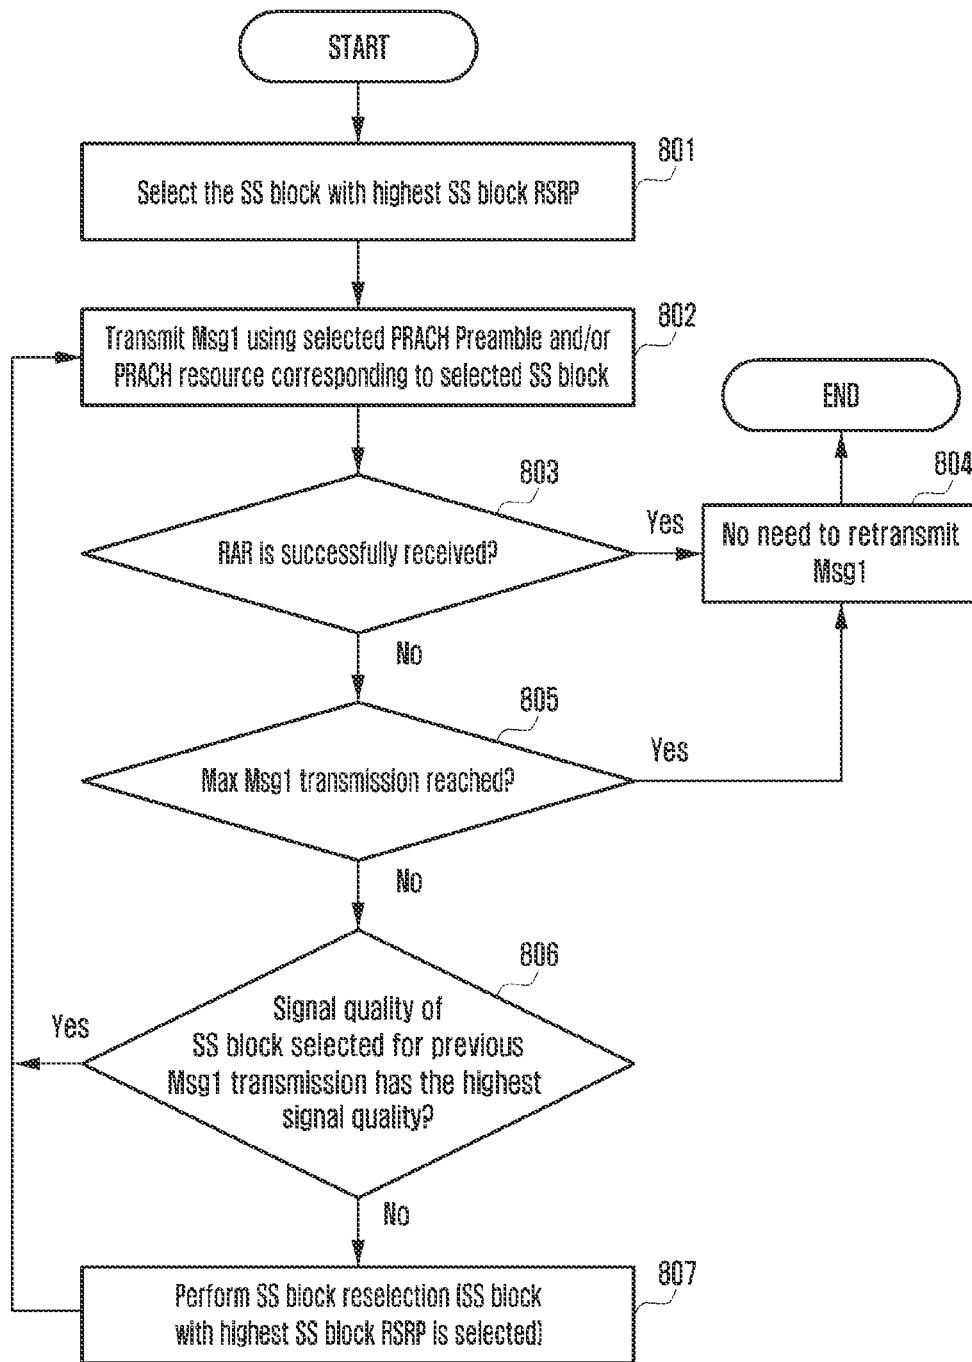 START
801
Select the SS block with highest SS block RSRP
802
Transmit Msg1 using selected PRACH Preamble and/or
PRACH resource corresponding to selected SS block
END
803
804
RAR is successfully received?
Yes
No need to retransmit
Msg1
No
805
Max Msg1 transmission reached?
Yes
No
806
Signal quality of
SS block selected for previous
Msg1 transmission has the highest
signal quality?
Yes
No
807
Perform SS block reselection (SS block
with highest SS block RSRP is selected)